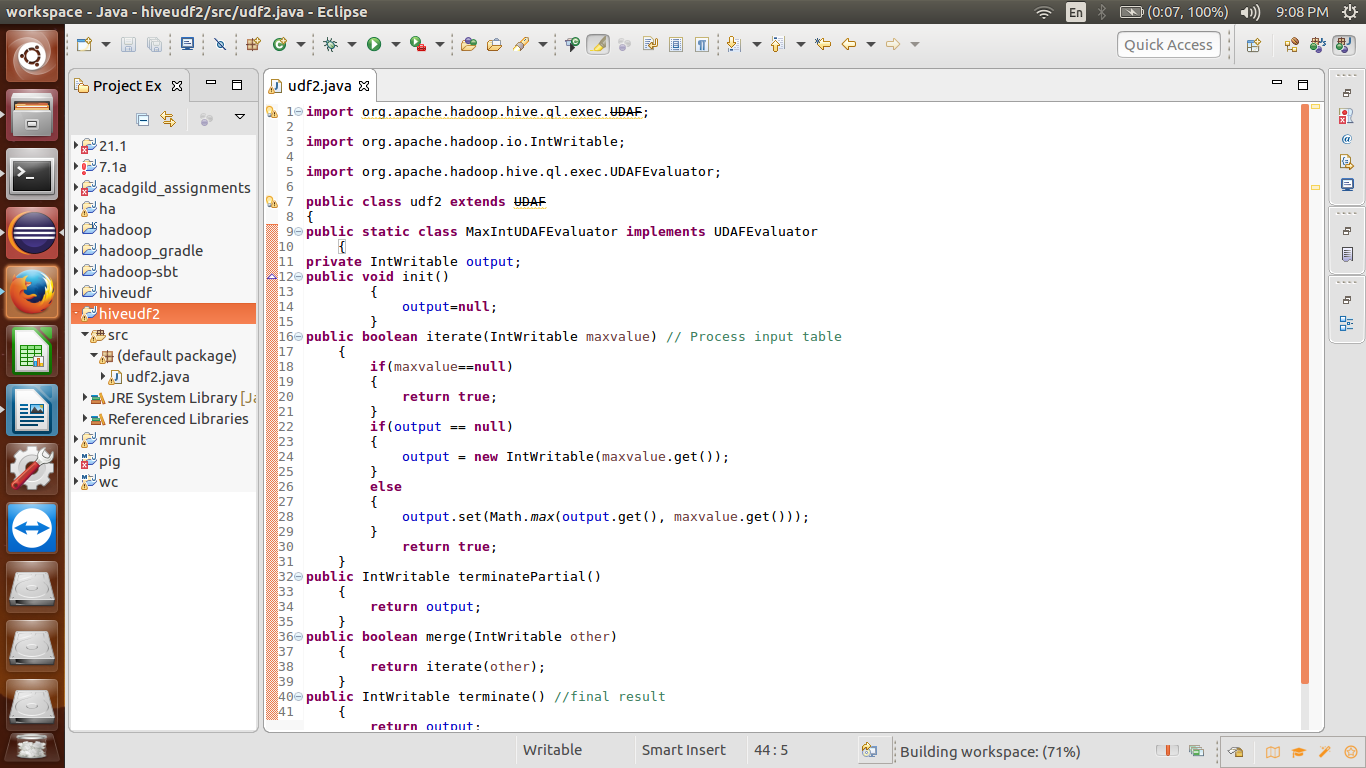 workspace - Java - hiveudf2/src/udf2.java - Eclipse
En
(0:07, 100%)
9:08 PM
Quick Access
Project Ex
udf2.java
21.1
7.1a
acadgild_assignments
ha
hadoop
hadoop_gradle
hadoop-sbt
hiveudf
hiveudf2
src
(default package)
udf2.java
JRE System Library [Ja
Referenced Libraries
mrunit
pig
wc
1 import org.apache.hadoop.hive.ql.exec.UDAF;
2
3 import org.apache.hadoop.io.IntWritable;
4
5 import org.apache.hadoop.hive.ql.exec.UDAFEvaluator;
6
7 public class udf2 extends UDAF
8 {
9 public static class MaxIntUDAFEvaluator implements UDAFEvaluator
10 {
11 private IntWritable output;
12 public void init()
13 {
14 output=null;
15 }
16 public boolean iterate(IntWritable maxvalue) // Process input table
17 {
18 if(maxvalue==null)
19 {
20 return true;
21 }
22 if(output == null)
23 {
24 output = new IntWritable(maxvalue.get());
25 }
26 else
27 {
28 output.set(Math.max(output.get(), maxvalue.get()));
29 }
30 return true;
31 }
32 public IntWritable terminatePartial()
33 {
34 return output;
35 }
36 public boolean merge(IntWritable other)
37 {
38 return iterate(other);
39 }
40 public IntWritable terminate() //final result
41 {
return output;
Writable
Smart Insert
44 : 5
Building workspace: (71%)